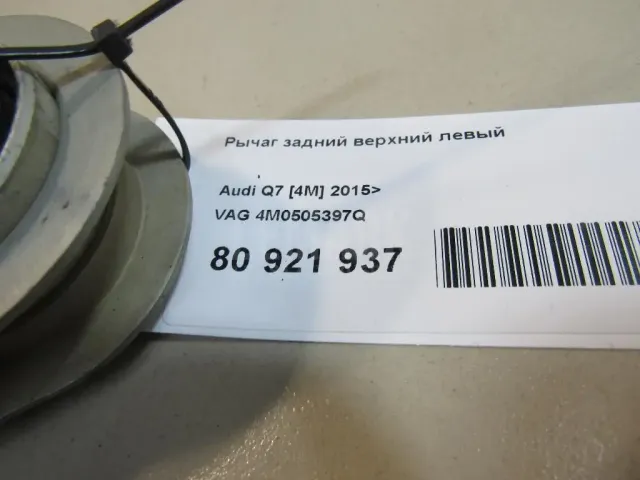 Рычаг задний верхний левый
Audi Q7 [4M] 2015>
VAG 4M0505397Q
80 921 937